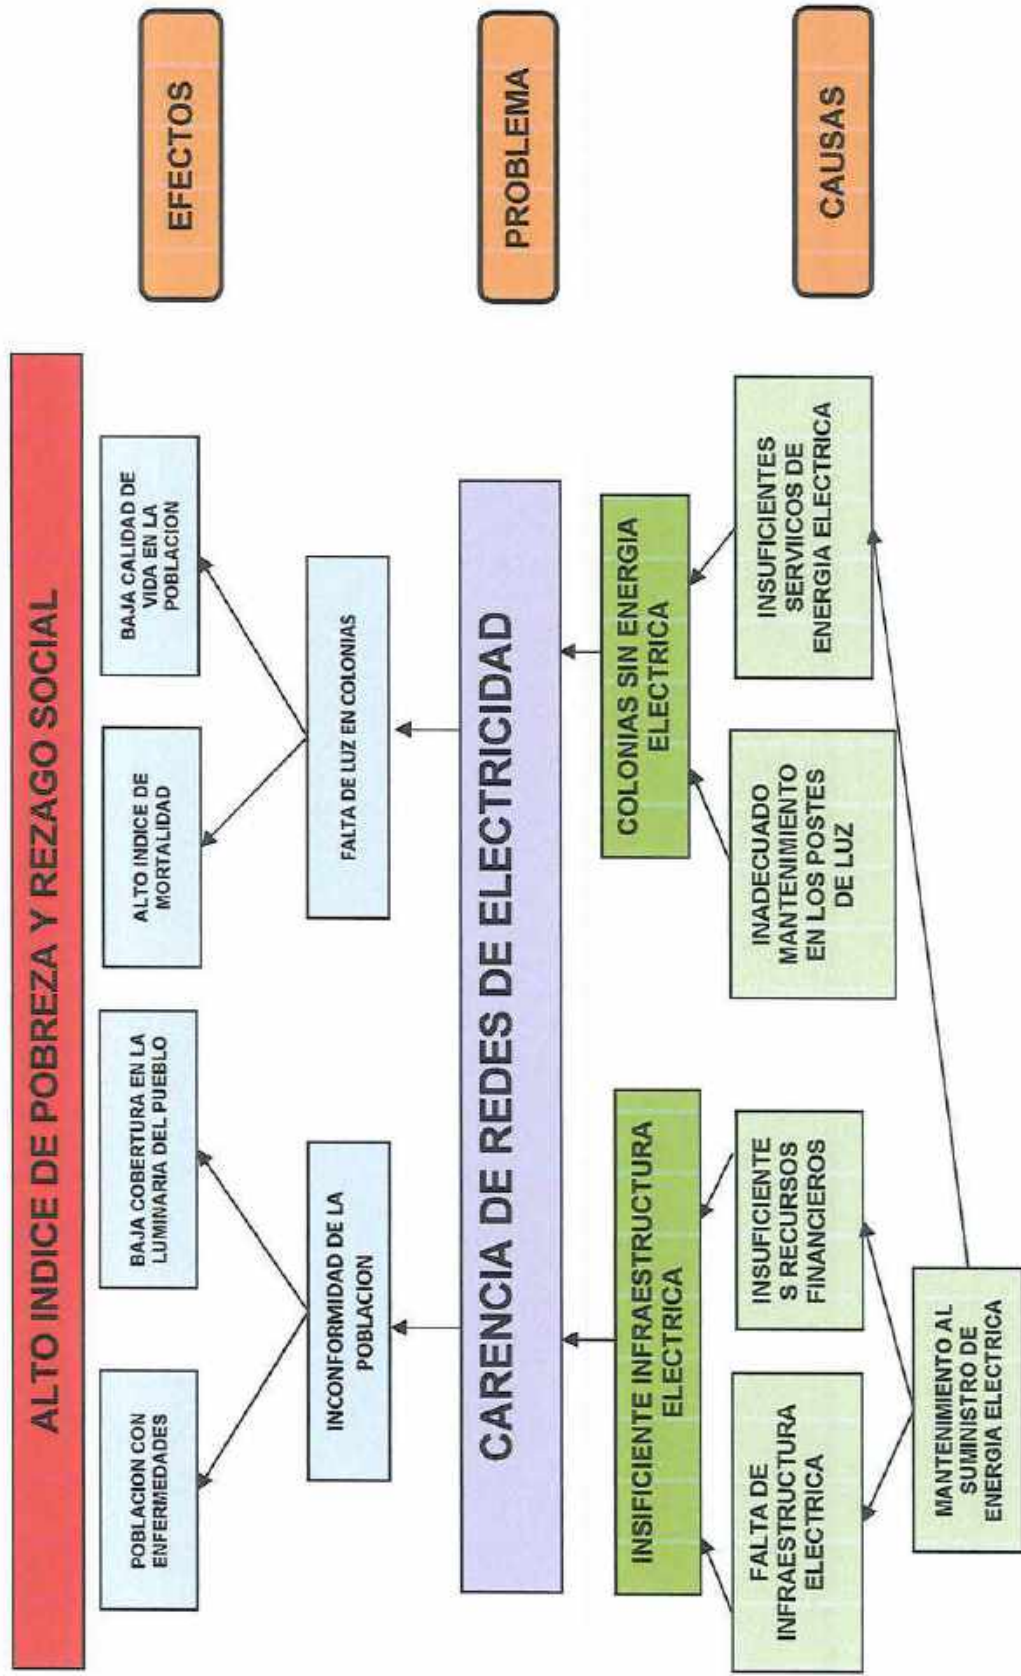 ALTO INDICE DE POBREZA Y REZAGO SOCIAL
EFECTOS
POBLACION CON
ENFERMEDADES
BAJA COBERTURA EN LA
LUMINARIA DEL PUEBLO
ALTO INDICE DE
MORTALIDAD
BAJA CALIDAD DE
VIDA EN LA
POBLACION
INCONFORMIDAD DE LA
POBLACION
FALTA DE LUZ EN COLONIAS
CARENCIA DE REDES DE ELECTRICIDAD
PROBLEMA
INSIFICIENTE INFRAESTRUCTURA
ELECTRICA
COLONIAS SIN ENERGIA
ELECTRICA
FALTA DE
INFRAESTRUCTURA
ELECTRICA
INSUFICIENTE
S RECURSOS
FINANCIEROS
INADECUADO
MANTENIMIENTO
EN LOS POSTES
DE LUZ
INSUFICIENTES
SERVICOS DE
ENERGIA ELECTRICA
CAUSAS
MANTENIMIENTO AL
SUMINISTRO DE
ENERGIA ELECTRICA